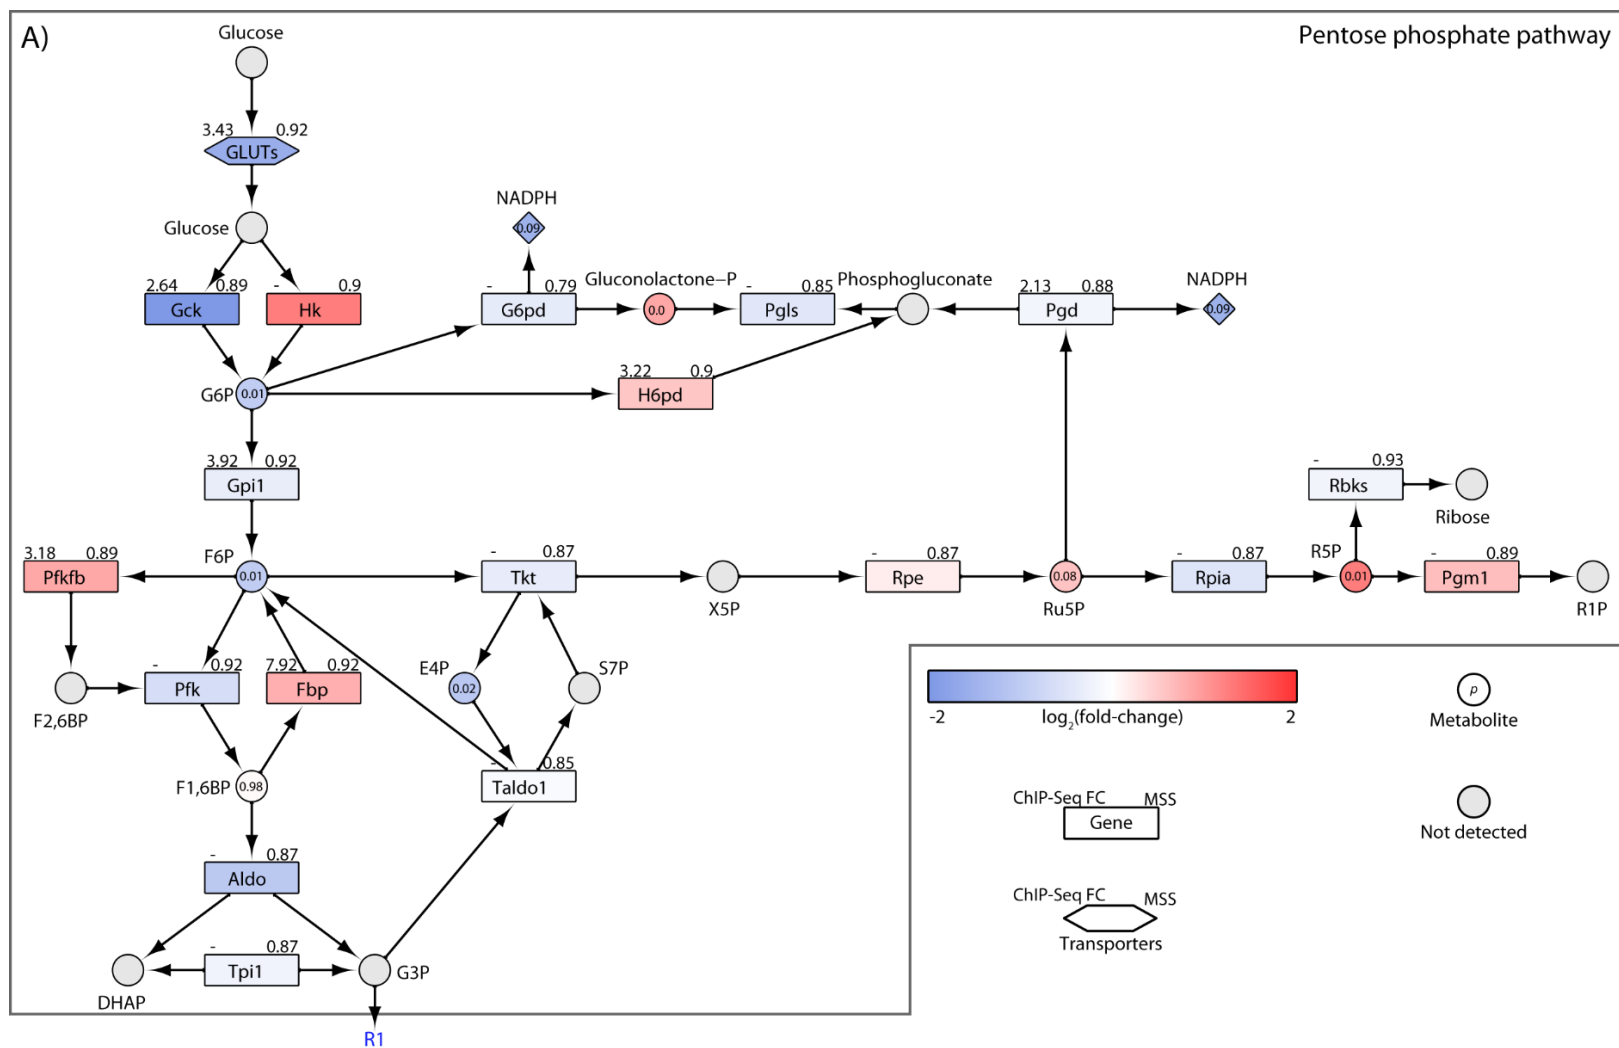 A)
Pentose phosphate pathway
Glucose
3.43 0.92
GLUTs
Glucose
NADPH
0.09
2.64 0.89
Gck
- 0.9
Hk
- 0.79
G6pd
Gluconolactone–P
0.0
- 0.85
Pgls
Phosphogluconate
2.13 0.88
Pgd
NADPH
0.09
G6P
0.01
3.22 0.9
H6pd
3.92 0.92
Gpi1
- 0.93
Rbks
Ribose
3.18 0.89
Pfkfb
F6P
0.01
- 0.87
Tkt
X5P
- 0.87
Rpe
0.08
Ru5P
- 0.87
Rpia
R5P
0.01
- 0.89
Pgm1
R1P
F2,6BP
- 0.92
Pfk
7.92 0.92
Fbp
E4P
0.02
S7P
F1,6BP
0.98
- 0.85
Taldo1
- 0.87
Aldo
- 0.87
Tpi1
DHAP
G3P
R1
-2 log2(fold-change) 2
p
Metabolite
ChIP-Seq FC MSS
Gene
Not detected
ChIP-Seq FC MSS
Transporters